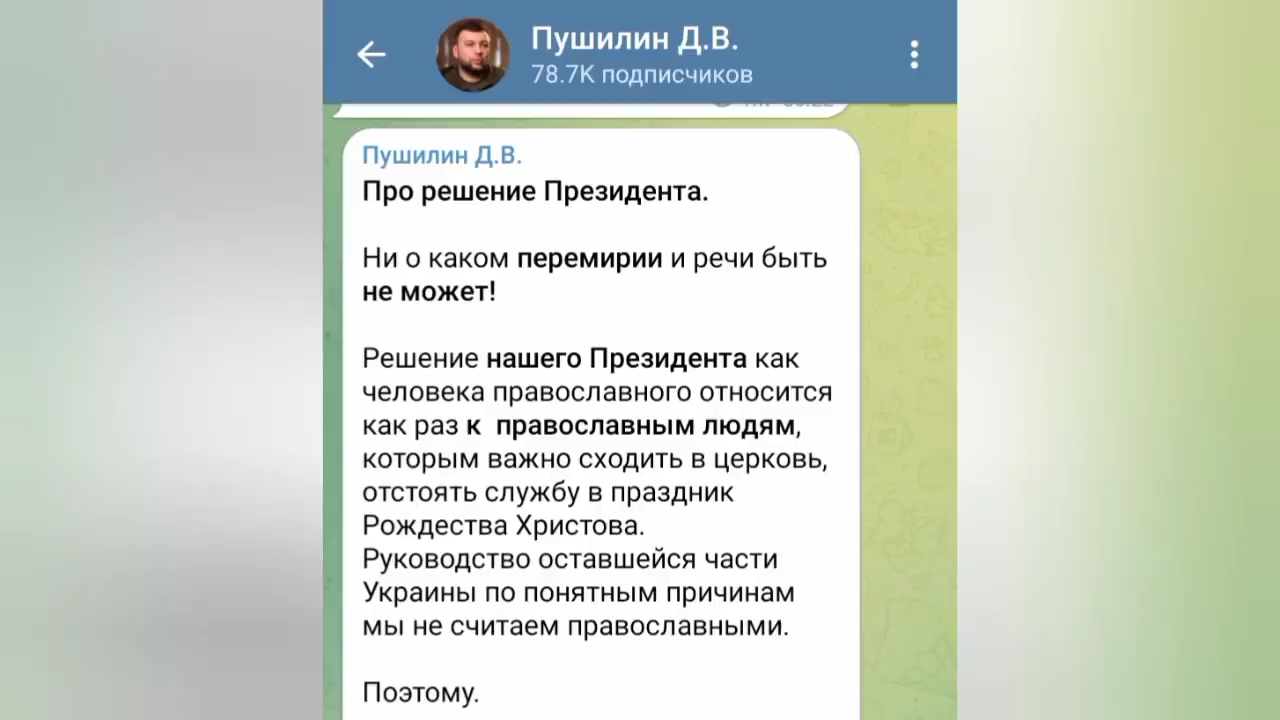 Пушилин Д.В.
78.7K подписчиков
Пушилин Д.В.
Про решение Президента.
Ни о каком перемирии и речи быть
не может!
Решение нашего Президента как
человека православного относится
как раз к православным людям,
которым важно сходить в церковь,
отстоять службу в праздник
Рождества Христова.
Руководство оставшейся части
Украины по понятным причинам
мы не считаем православными.
Поэтому.